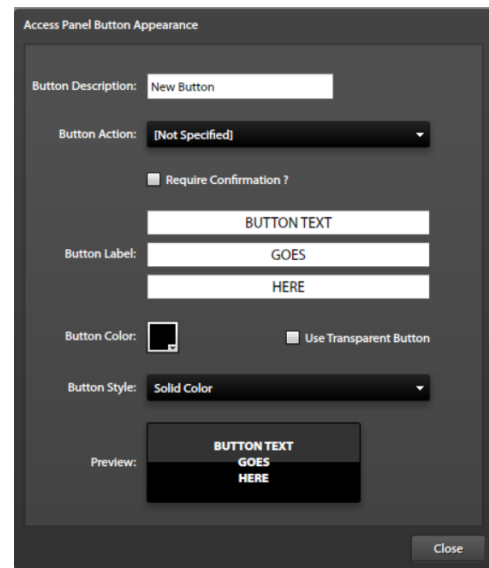 Access Panel Button Appearance
Button Description: New Button
Button Action: [Not Specified]
Require Confirmation ?
BUTTON TEXT
Button Label: GOES
HERE
Button Color: Use Transparent Button
Button Style: Solid Color
BUTTON TEXT
Preview: GOES
HERE
Close